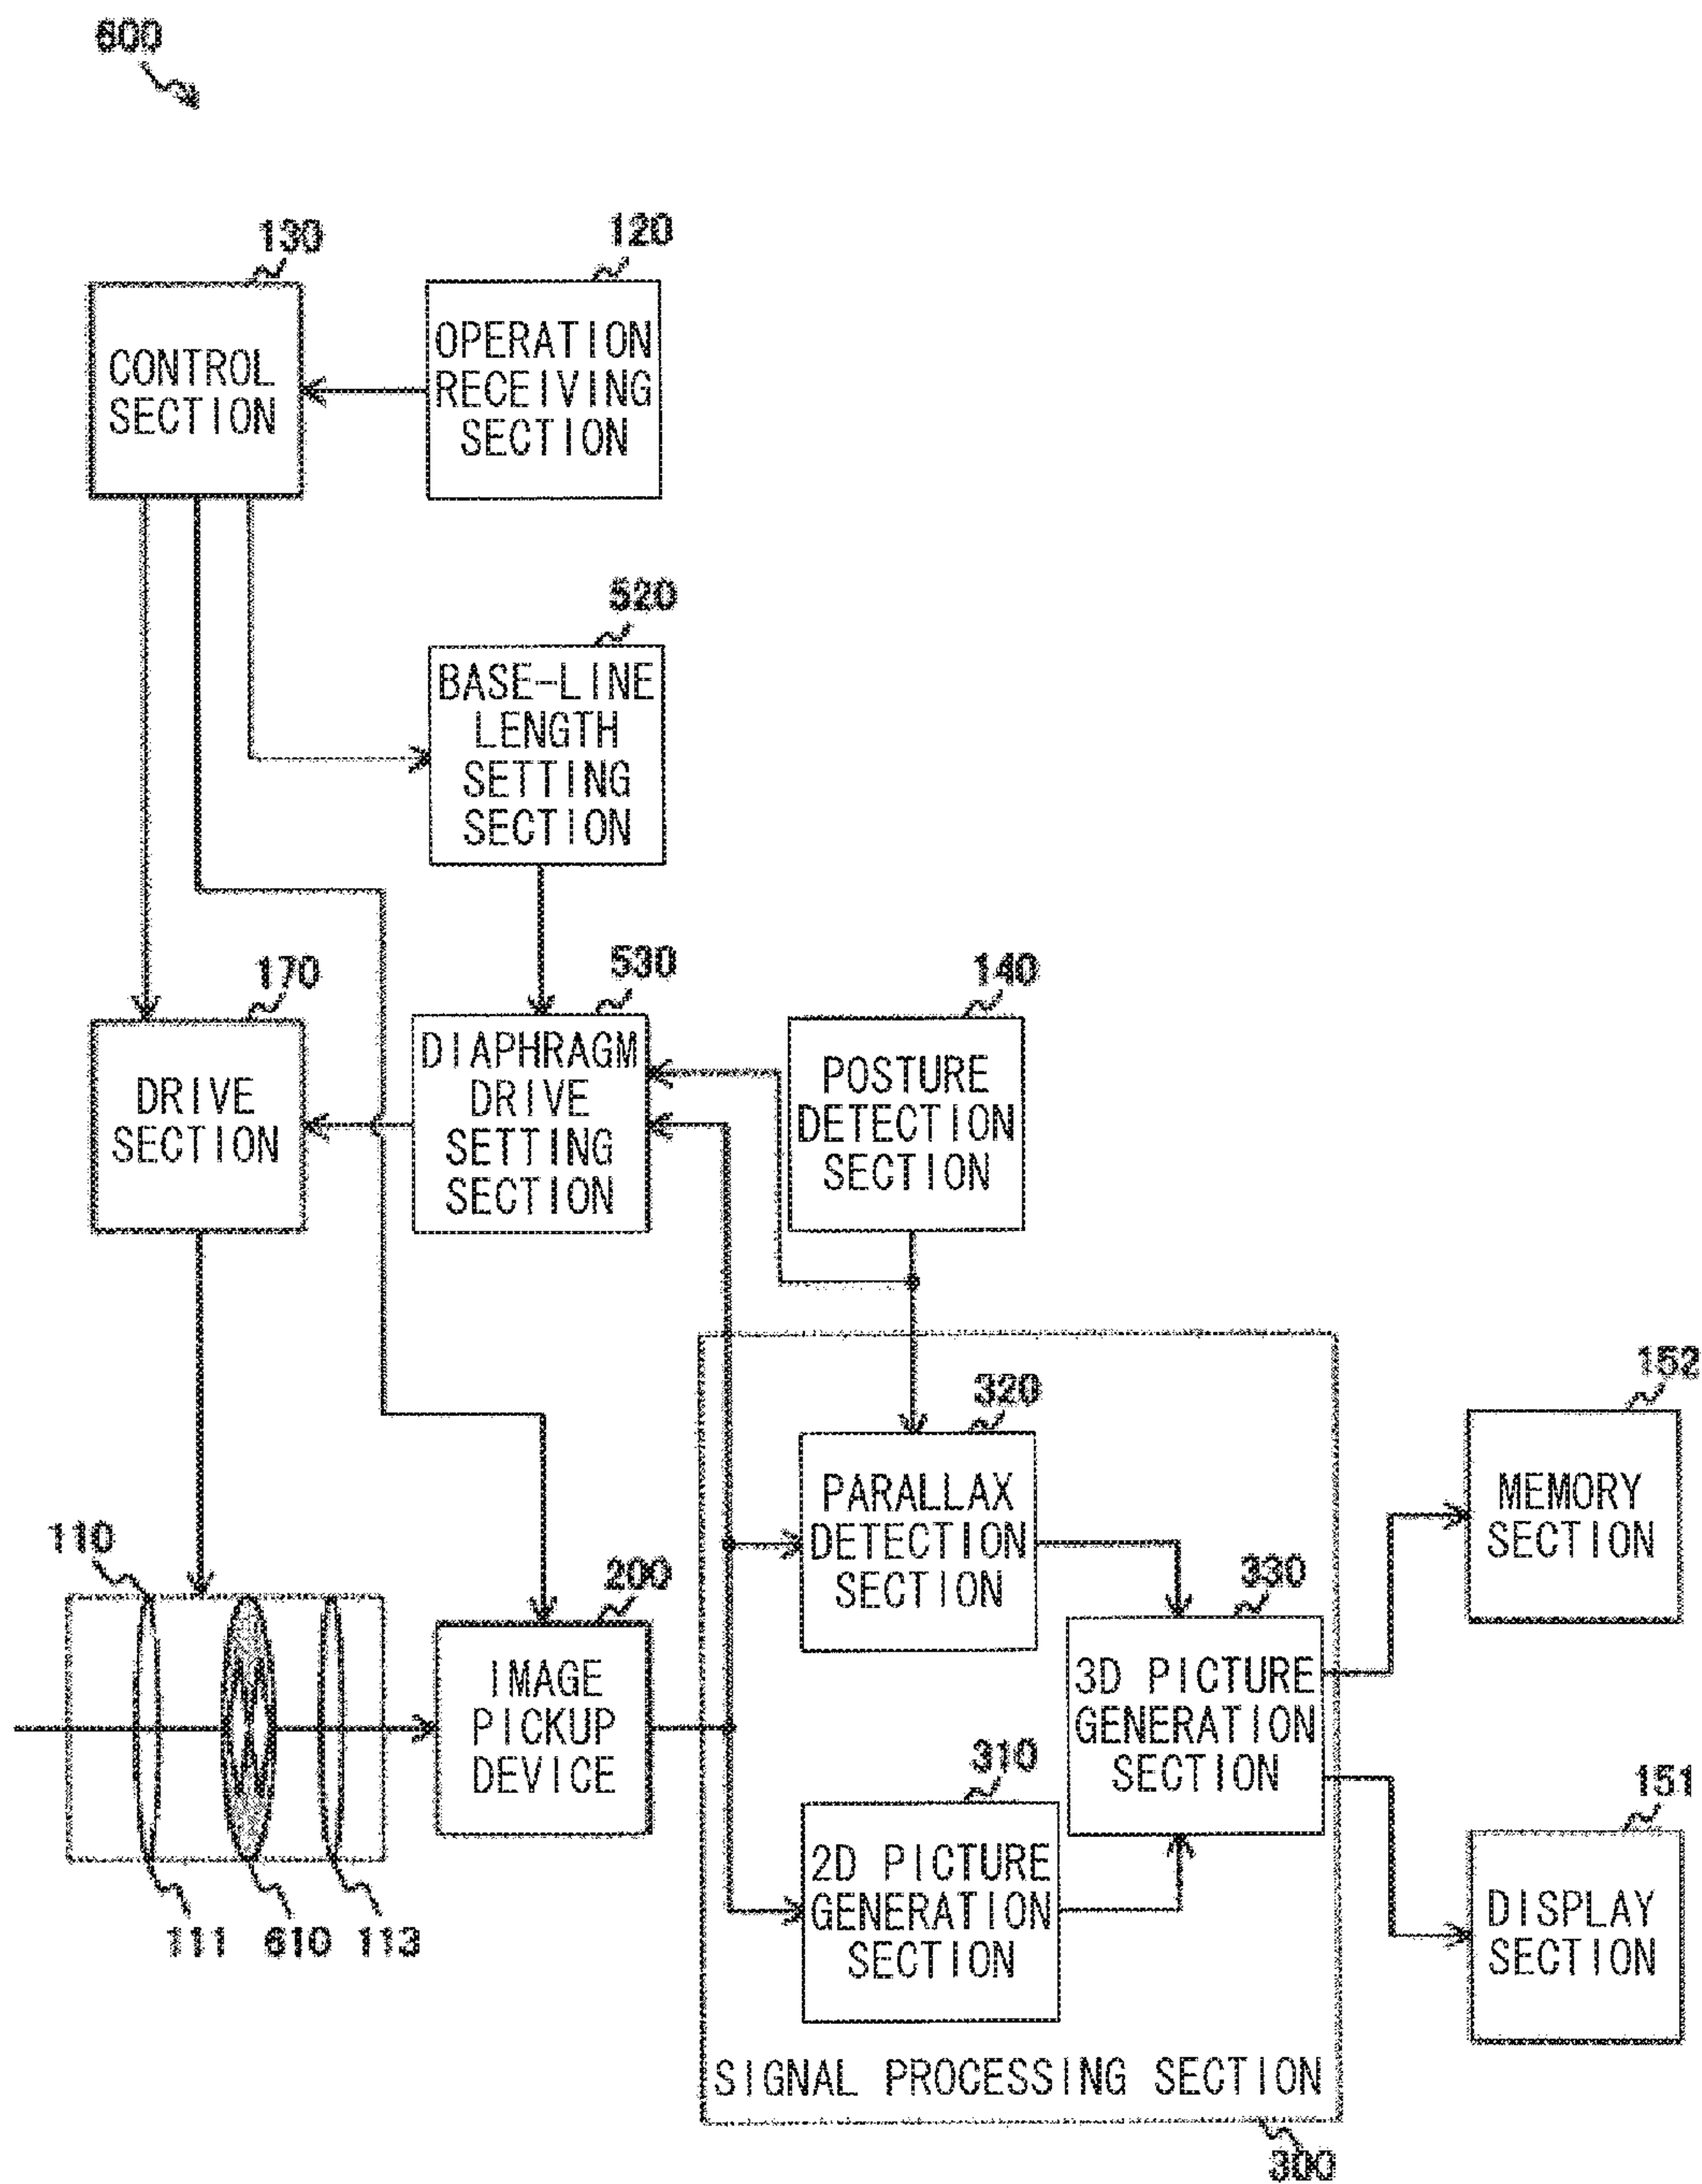 600
130
120
CONTROL
SECTION
OPERATION
RECEIVING
SECTION
520
BASE-LINE
LENGTH
SETTING
SECTION
170
530
140
DRIVE
SECTION
DIAPHRAGM
DRIVE
SETTING
SECTION
POSTURE
DETECTION
SECTION
152
320
MEMORY
SECTION
PARALLAX
DETECTION
SECTION
110
200
330
IMAGE
PICKUP
DEVICE
3D PICTURE
GENERATION
SECTION
310
151
2D PICTURE
GENERATION
SECTION
DISPLAY
SECTION
111
610
113
SIGNAL PROCESSING SECTION
300